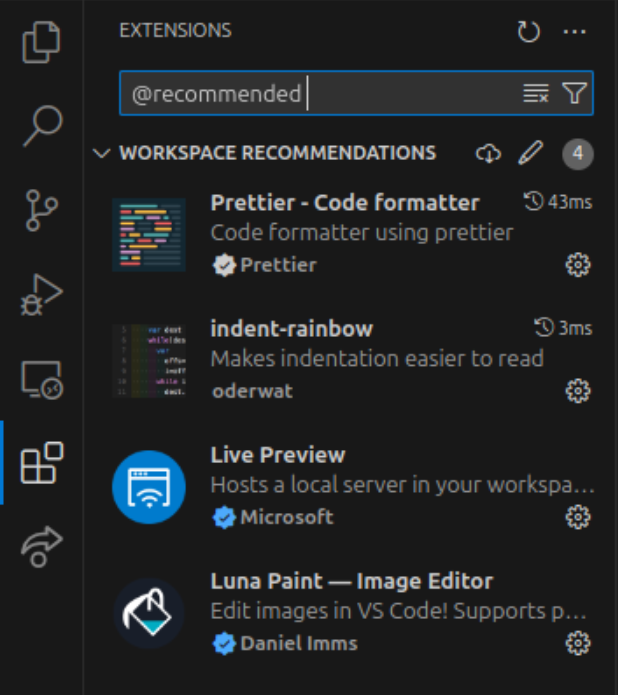 EXTENSIONS
@recommended
WORKSPACE RECOMMENDATIONS 4
Prettier - Code formatter 43ms
Code formatter using prettier
Prettier
indent-rainbow 3ms
Makes indentation easier to read
oderwat
Live Preview
Hosts a local server in your workspa...
Microsoft
Luna Paint — Image Editor
Edit images in VS Code! Supports p...
Daniel Imms